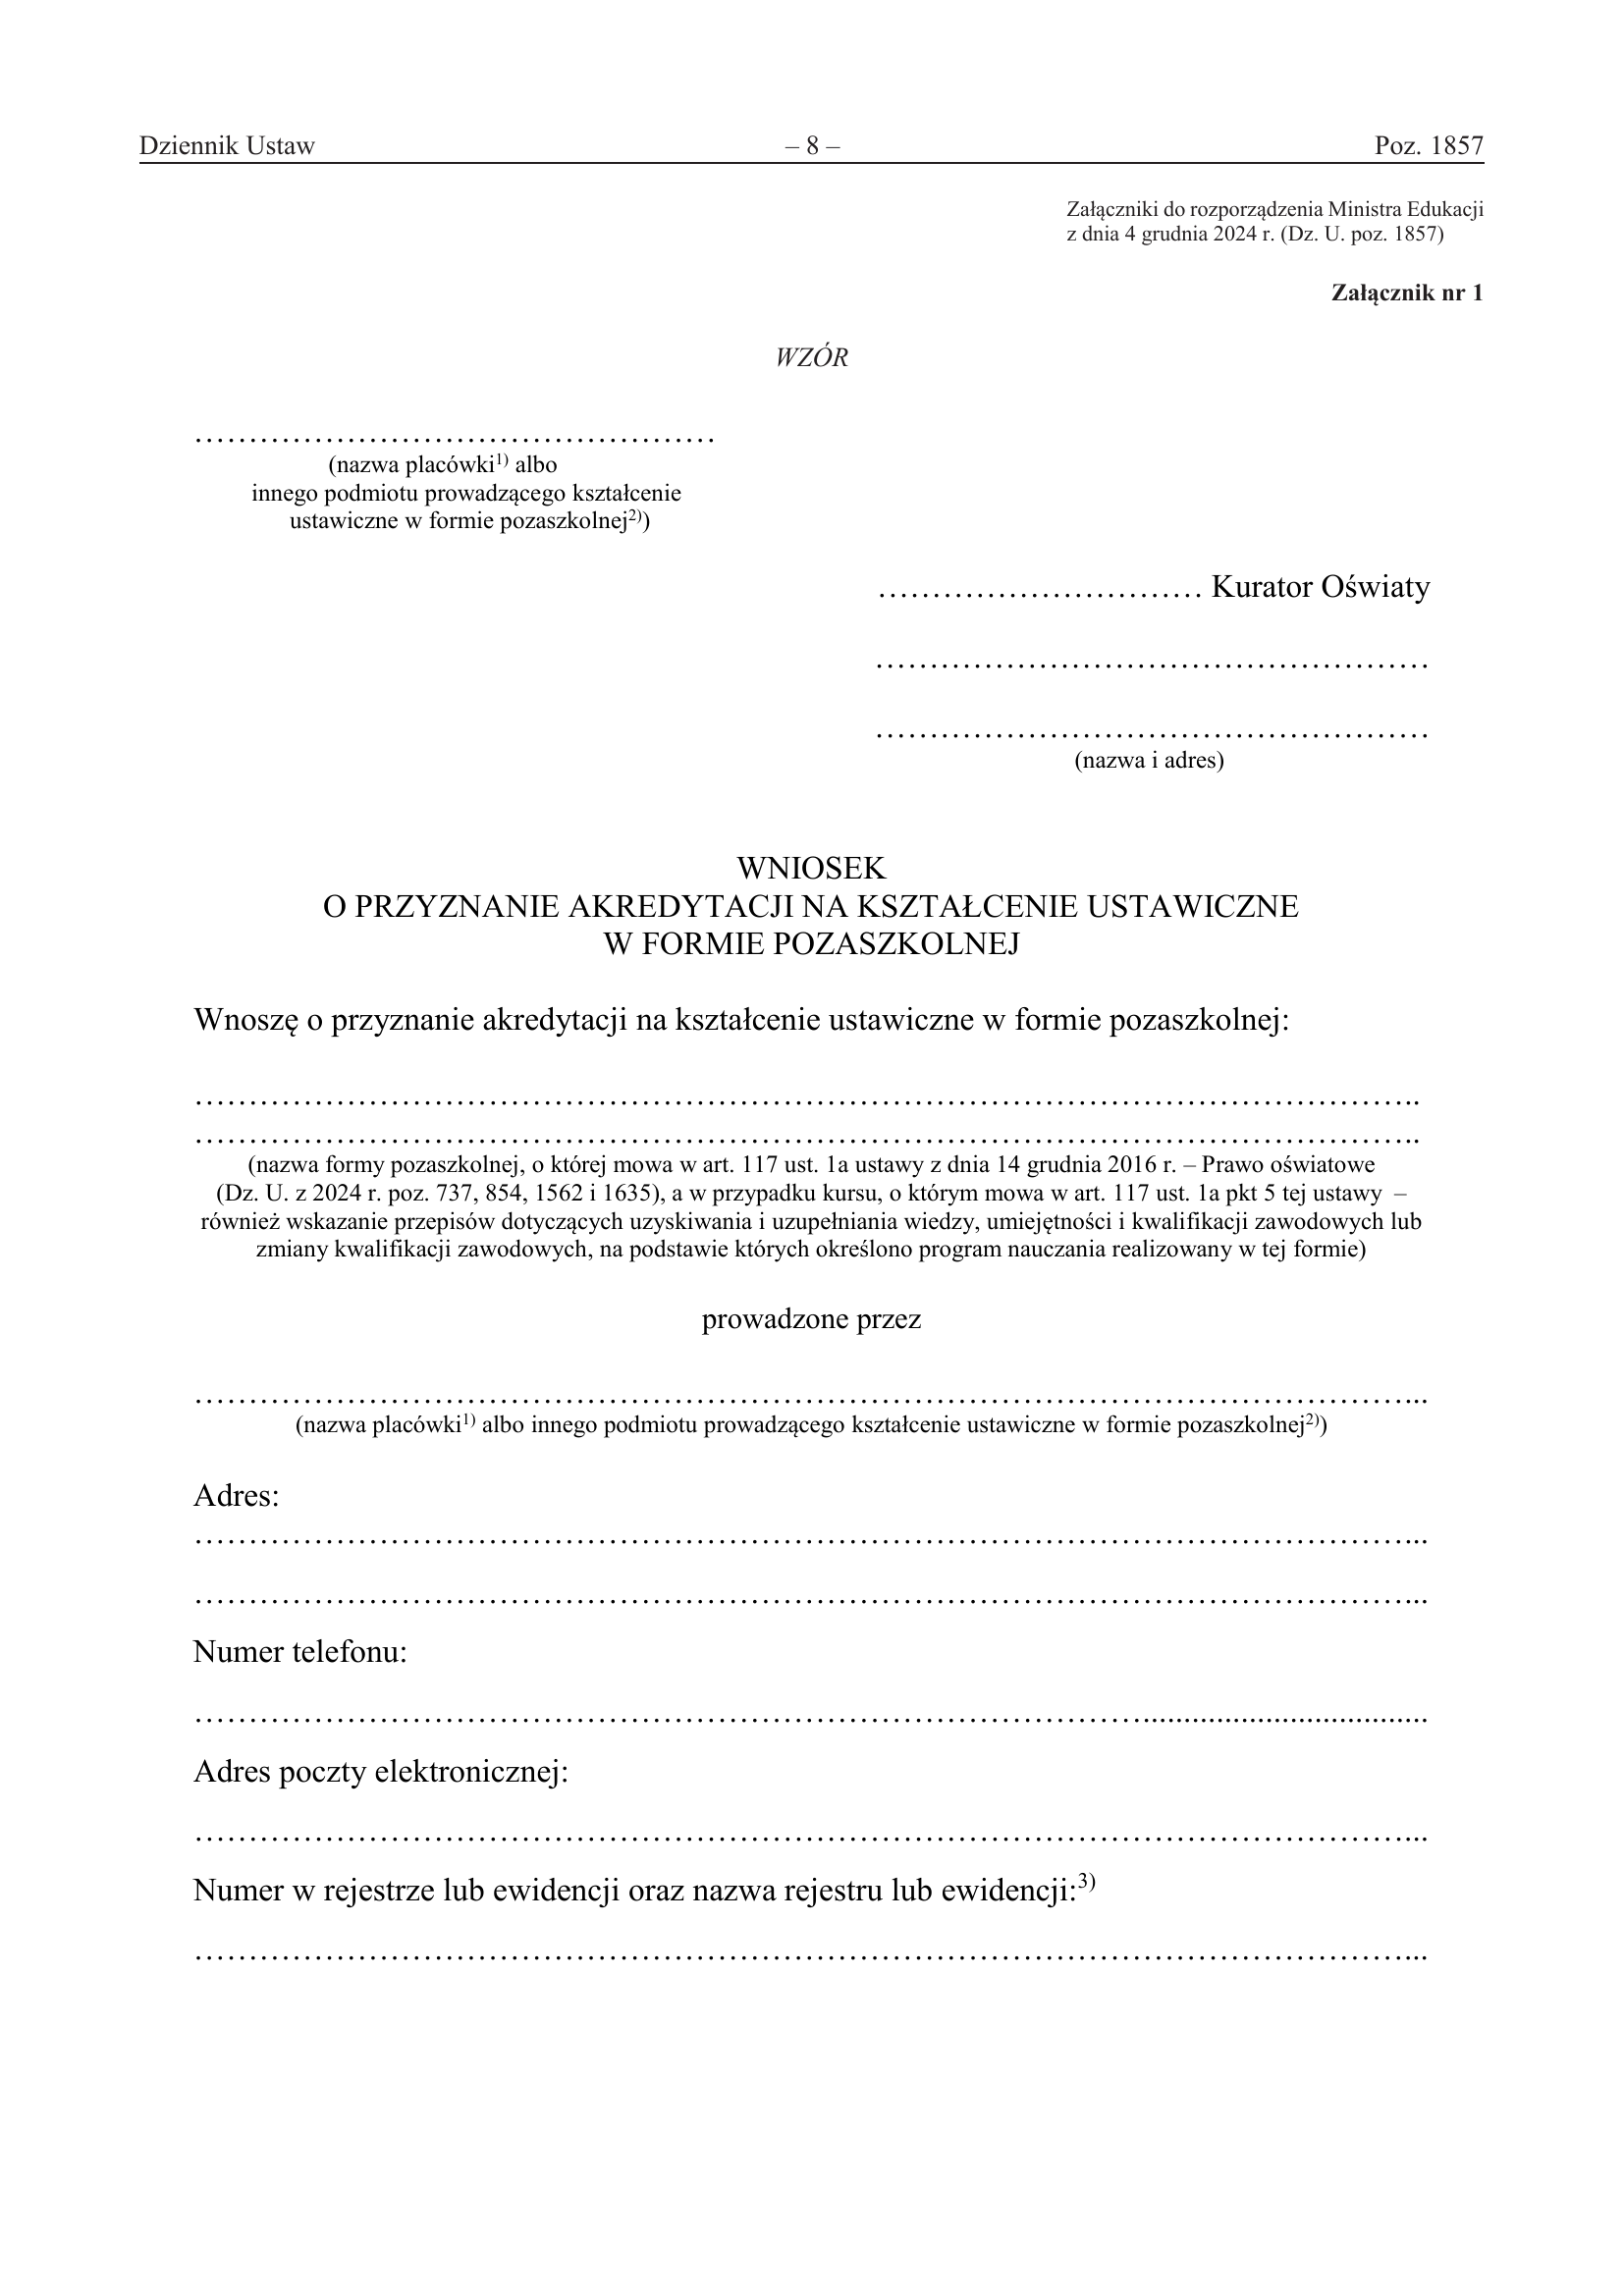 Dziennik Ustaw – 8 – Poz. 1857
Załączniki do rozporządzenia Ministra Edukacji
z dnia 4 grudnia 2024 r. (Dz. U. poz. 1857)
Załącznik nr 1
WZÓR
…………………………………………
(nazwa placówki1) albo
innego podmiotu prowadzącego kształcenie
ustawiczne w formie pozaszkolnej2))
………………………… Kurator Oświaty
……………………………………………
……………………………………………
(nazwa i adres)
WNIOSEK
O PRZYZNANIE AKREDYTACJI NA KSZTAŁCENIE USTAWICZNE
W FORMIE POZASZKOLNEJ
Wnoszę o przyznanie akredytacji na kształcenie ustawiczne w formie pozaszkolnej:
…………………………………………………………………………………………………..
…………………………………………………………………………………………………..
(nazwa formy pozaszkolnej, o której mowa w art. 117 ust. 1a ustawy z dnia 14 grudnia 2016 r. – Prawo oświatowe
(Dz. U. z 2024 r. poz. 737, 854, 1562 i 1635), a w przypadku kursu, o którym mowa w art. 117 ust. 1a pkt 5 tej ustawy –
również wskazanie przepisów dotyczących uzyskiwania i uzupełniania wiedzy, umiejętności i kwalifikacji zawodowych lub
zmiany kwalifikacji zawodowych, na podstawie których określono program nauczania realizowany w tej formie)
prowadzone przez
…………………………………………………………………………………………………...
(nazwa placówki1) albo innego podmiotu prowadzącego kształcenie ustawiczne w formie pozaszkolnej2))
Adres:
…………………………………………………………………………………………………...
…………………………………………………………………………………………………...
Numer telefonu:
……………………………………………………………………………...................................
Adres poczty elektronicznej:
…………………………………………………………………………………………………...
Numer w rejestrze lub ewidencji oraz nazwa rejestru lub ewidencji:3)
…………………………………………………………………………………………………...